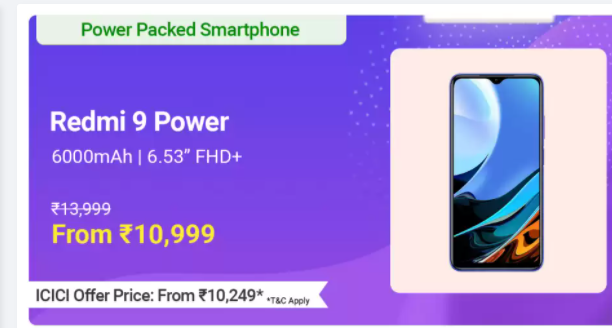 Power Packed Smartphone
Redmi 9 Power
6000mAh | 6.53” FHD+
₹13,999
From ₹10,999
ICICI Offer Price: From ₹10,249* *T&C Apply